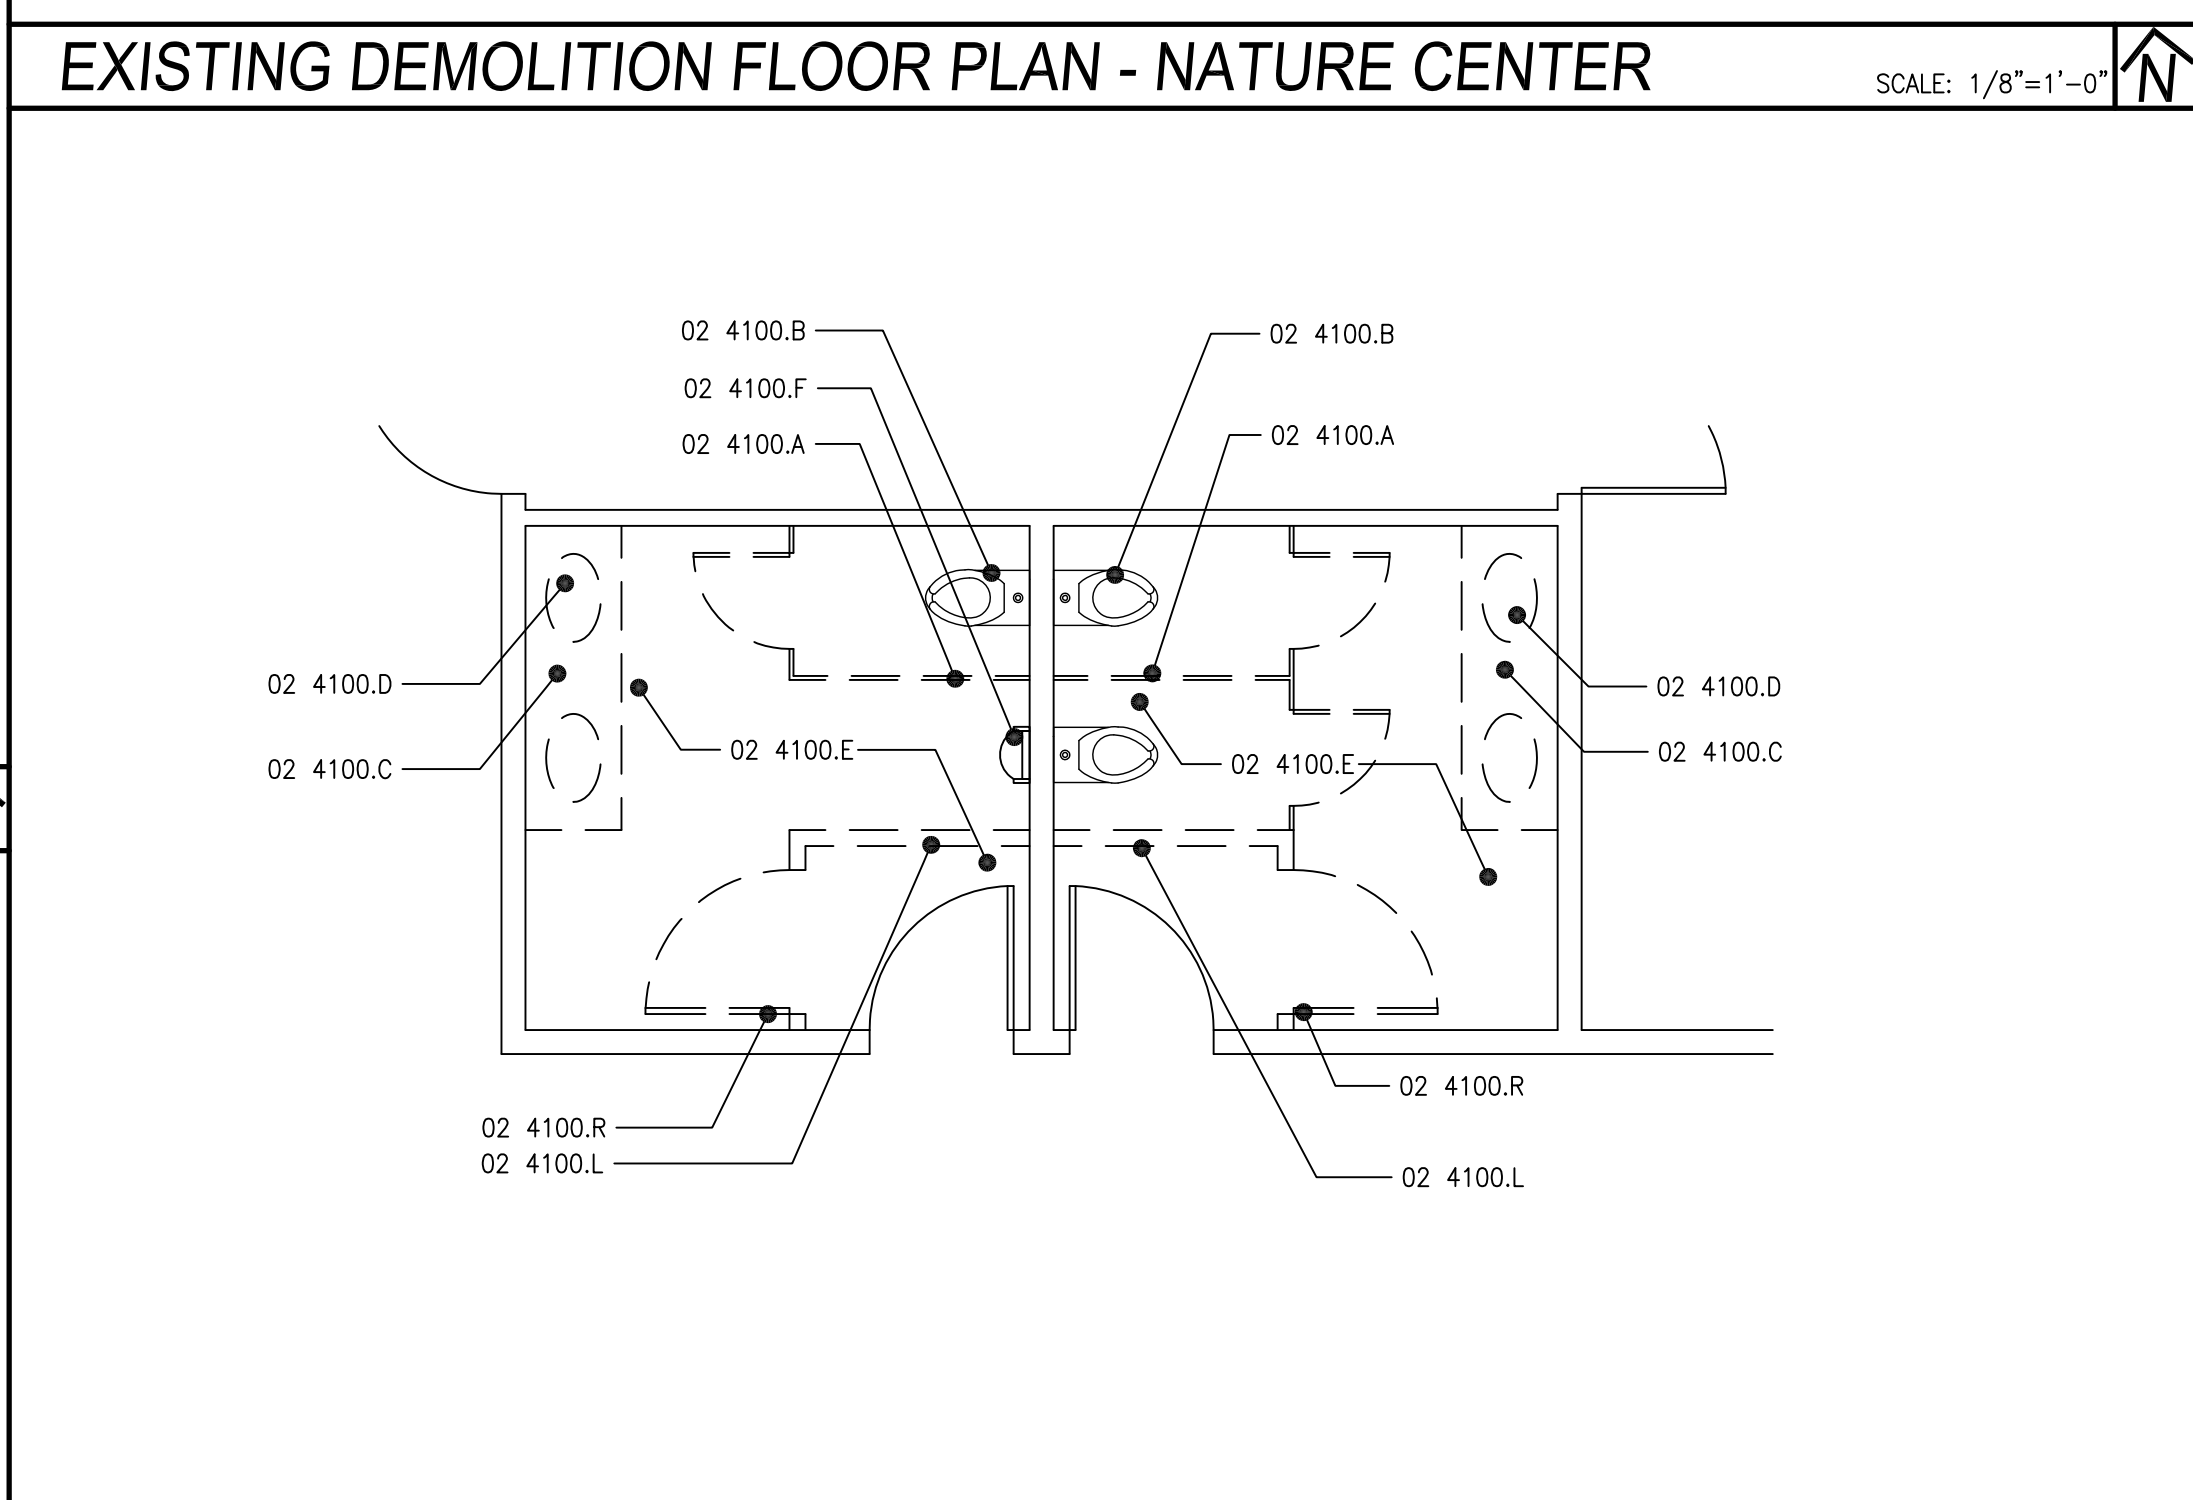 EXISTING DEMOLITION FLOOR PLAN - NATURE CENTER
SCALE: 1/8"=1'-0"
N
02 4100.B
02 4100.B
02 4100.F
02 4100.A
02 4100.A
02 4100.D
02 4100.D
02 4100.E
02 4100.C
02 4100.E
02 4100.C
02 4100.R
02 4100.R
02 4100.L
02 4100.L